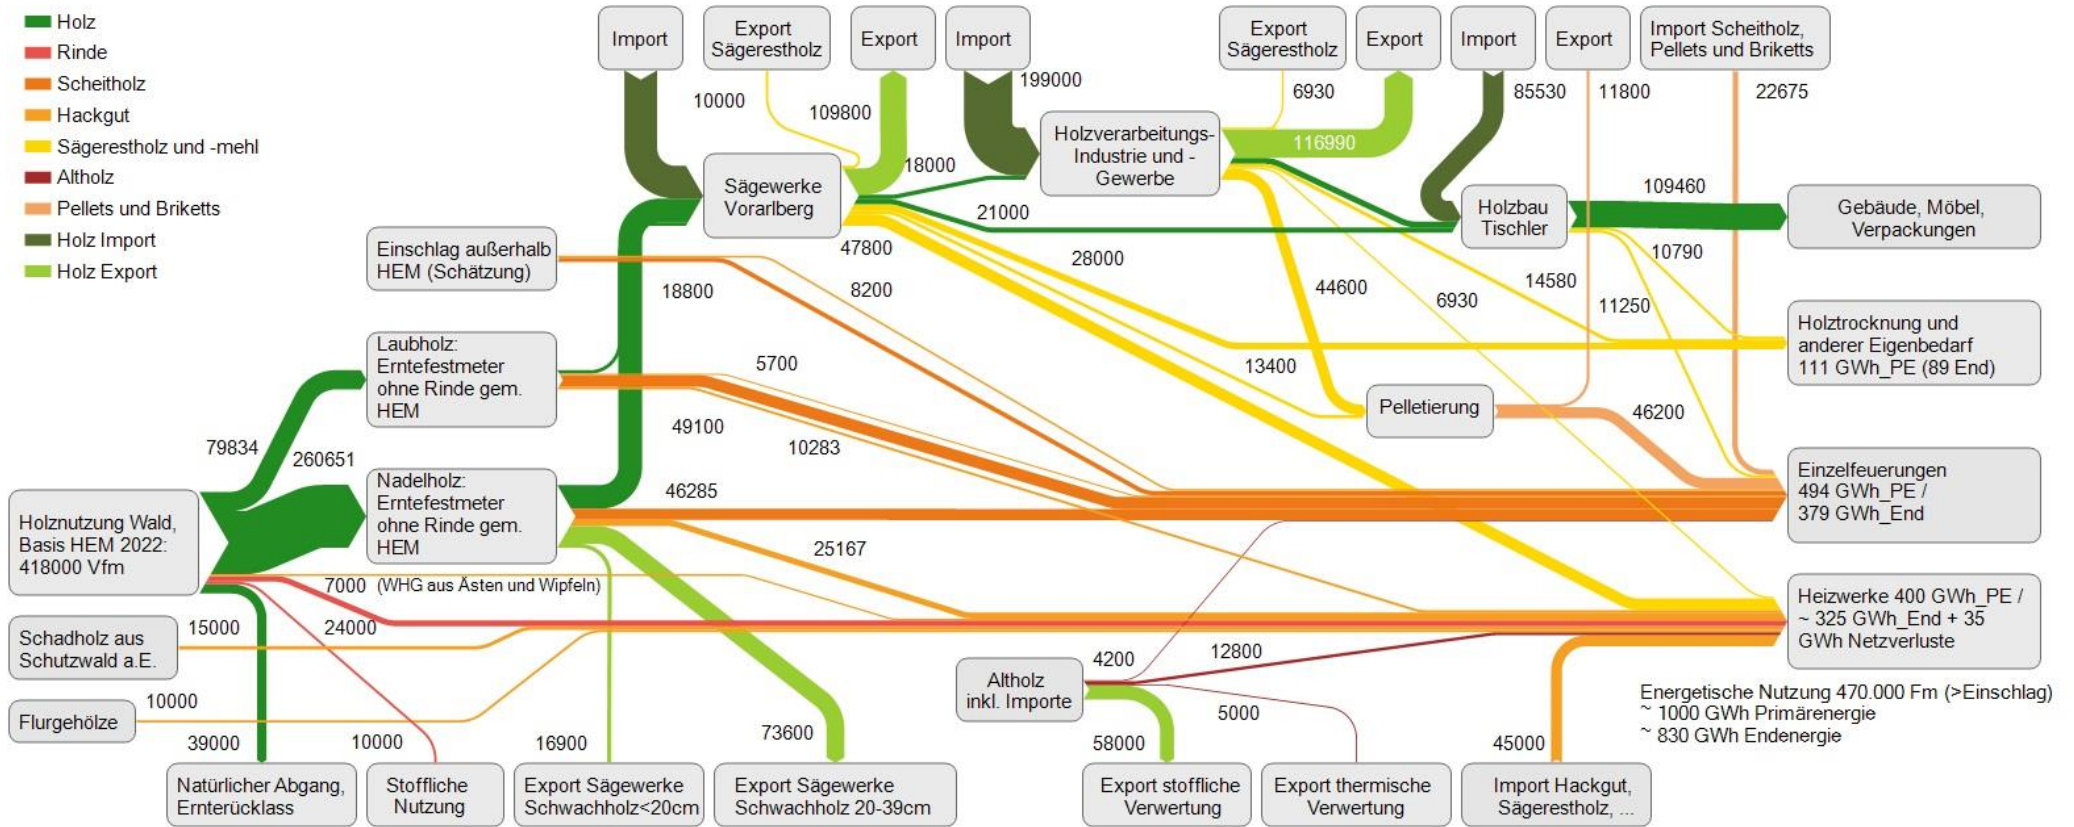 Holz
Rinde
Scheitholz
Hackgut
Sägerestholz und -mehl
Altholz
Pellets und Briketts
Holz Import
Holz Export
Import
Export
Sägerestholz
Export
Import
Export
Sägerestholz
Export
Import
Export
Import Scheitholz,
Pellets und Briketts
10000
109800
199000
6930
85530
11800
22675
116990
Holzverarbeitungs-
Industrie und -
Gewerbe
18000
Sägewerke
Vorarlberg
21000
Holzbau
Tischler
109460
Gebäude, Möbel,
Verpackungen
Einschlag außerhalb
HEM (Schätzung)
47800
28000
10790
18800
8200
44600
6930
14580
11250
Holztrocknung und
anderer Eigenbedarf
111 GWh_PE (89 End)
Laubholz:
Erntefestmeter
ohne Rinde gem.
HEM
5700
13400
Pelletierung
46200
49100
10283
79834
260651
Nadelholz:
Erntefestmeter
ohne Rinde gem.
HEM
46285
25167
Einzelfeuerungen
494 GWh_PE /
379 GWh_End
Holznutzung Wald,
Basis HEM 2022:
418000 Vfm
7000 (WHG aus Ästen und Wipfeln)
Heizwerke 400 GWh_PE /
~ 325 GWh_End + 35
GWh Netzverluste
Schadholz aus
Schutzwald a.E.
15000
24000
4200
12800
Altholz
inkl. Importe
Flurgehölze
10000
5000
Energetische Nutzung 470.000 Fm (>Einschlag)
~ 1000 GWh Primärenergie
~ 830 GWh Endenergie
39000
10000
16900
73600
58000
45000
Natürlicher Abgang,
Ernterücklass
Stoffliche
Nutzung
Export Sägewerke
Schwachholz<20cm
Export Sägewerke
Schwachholz 20-39cm
Export stoffliche
Verwertung
Export thermische
Verwertung
Import Hackgut,
Sägerestholz, ...